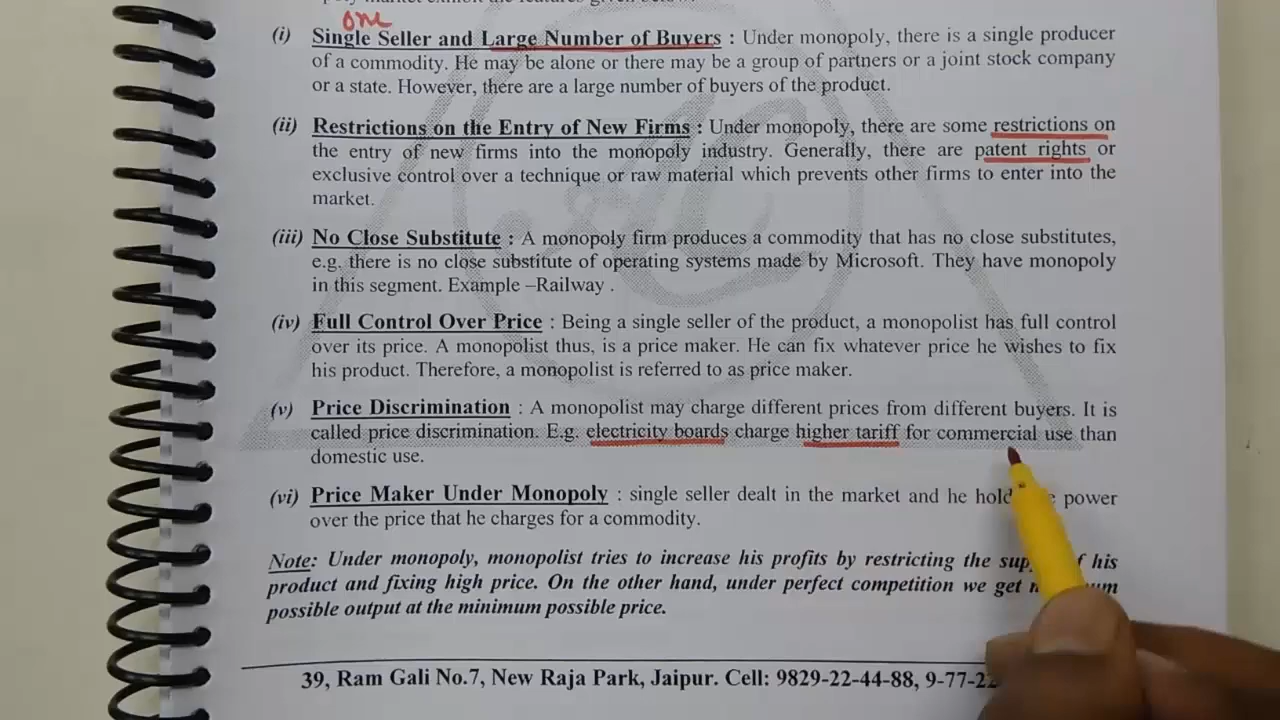 one
(i) Single Seller and Large Number of Buyers : Under monopoly, there is a single producer
of a commodity. He may be alone or there may be a group of partners or a joint stock company
or a state. However, there are a large number of buyers of the product.
(ii) Restrictions on the Entry of New Firms : Under monopoly, there are some restrictions on
the entry of new firms into the monopoly industry. Generally, there are patent rights or
exclusive control over a technique or raw material which prevents other firms to enter into the
market.
(iii) No Close Substitute : A monopoly firm produces a commodity that has no close substitutes,
e.g. there is no close substitute of operating systems made by Microsoft. They have monopoly
in this segment. Example –Railway .
(iv) Full Control Over Price : Being a single seller of the product, a monopolist has full control
over its price. A monopolist thus, is a price maker. He can fix whatever price he wishes to fix
his product. Therefore, a monopolist is referred to as price maker.
(v) Price Discrimination : A monopolist may charge different prices from different buyers. It is
called price discrimination. E.g. electricity boards charge higher tariff for commercial use than
domestic use.
(vi) Price Maker Under Monopoly : single seller dealt in the market and he power
over the price that he charges for a commodity.
Note: Under monopoly, monopolist tries to increase his profits by restricting the his
product and fixing high price. On the other hand, under perfect competition we get
possible output at the minimum possible price.
39, Ram Gali No.7, New Raja Park, Jaipur. Cell: 9829-22-44-88, 9-77-22